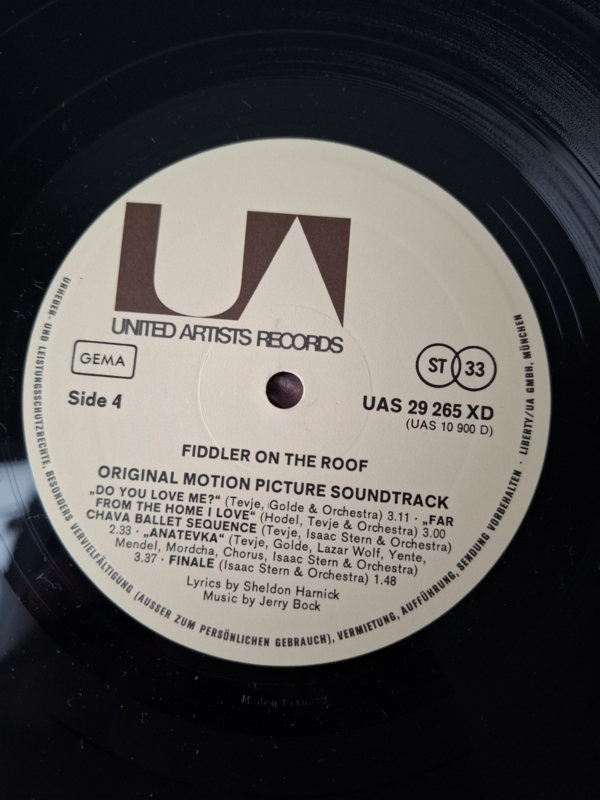 UA
UNITED ARTISTS RECORDS
GEMA
ST 33
Side 4
UAS 29 265 XD
(UAS 10 900 D)
FIDDLER ON THE ROOF
ORIGINAL MOTION PICTURE SOUNDTRACK
„DO YOU LOVE ME?“ (Tevje, Golde & Orchestra) 3.11 · „FAR
FROM THE HOME I LOVE“ (Hodel, Tevje & Orchestra) 3.00
CHAVA BALLET SEQUENCE (Tevje, Isaac Stern & Orchestra)
2.33 · „ANATEVKA“ (Tevje, Golde, Lazar Wolf, Yente,
Mendel, Mordcha, Chorus, Isaac Stern & Orchestra)
3.37 · FINALE (Isaac Stern & Orchestra) 1.48
Lyrics by Sheldon Harnick
Music by Jerry Bock
URHEBER- UND LEISTUNGSSCHUTZRECHTE, BESONDERS VERVIELFÄLTIGUNG (AUSSER ZUM PERSÖNLICHEN GEBRAUCH), VERMIETUNG, AUFFÜHRUNG, SENDUNG VORBEHALTEN · LIBERTY/UA GMBH, MÜNCHEN